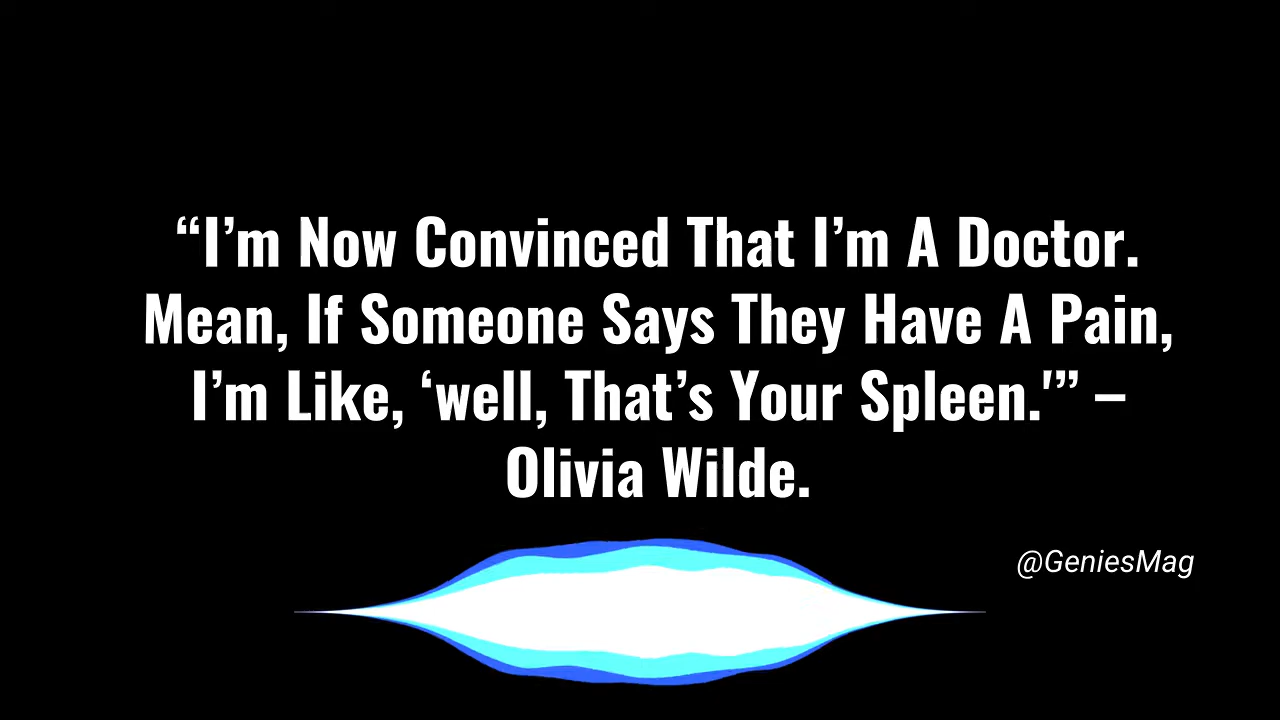 “I’m Now Convinced That I’m A Doctor.
Mean, If Someone Says They Have A Pain,
I’m Like, ‘well, That’s Your Spleen.'” –
Olivia Wilde.
@GeniesMag